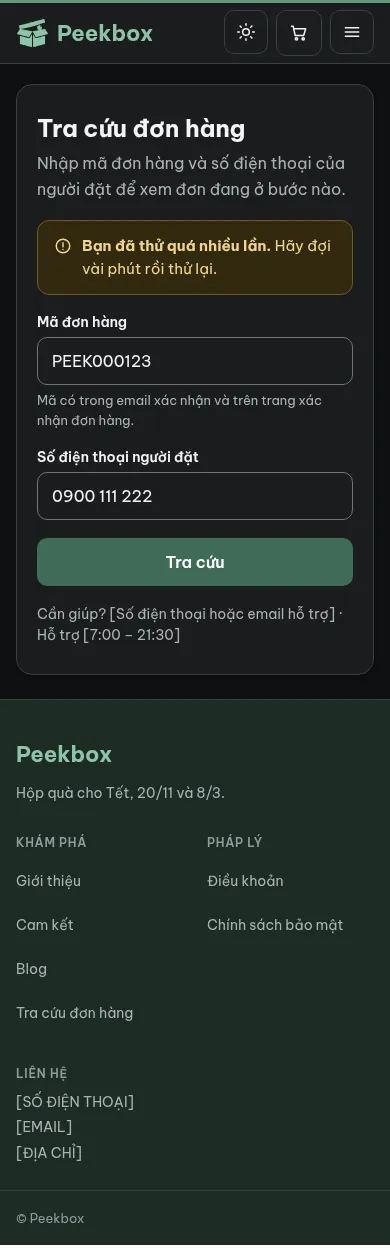 Peekbox
Tra cứu đơn hàng
Nhập mã đơn hàng và số điện thoại của
người đặt để xem đơn đang ở bước nào.
Bạn đã thử quá nhiều lần. Hãy đợi
vài phút rồi thử lại.
Mã đơn hàng
PEEK000123
Mã có trong email xác nhận và trên trang xác
nhận đơn hàng.
Số điện thoại người đặt
0900 111 222
Tra cứu
Cần giúp? [Số điện thoại hoặc email hỗ trợ] ·
Hỗ trợ [7:00 – 21:30]
Peekbox
Hộp quà cho Tết, 20/11 và 8/3.
KHÁM PHÁ
Giới thiệu
Cam kết
Blog
Tra cứu đơn hàng
PHÁP LÝ
Điều khoản
Chính sách bảo mật
LIÊN HỆ
[SỐ ĐIỆN THOẠI]
[EMAIL]
[ĐỊA CHỈ]
© Peekbox